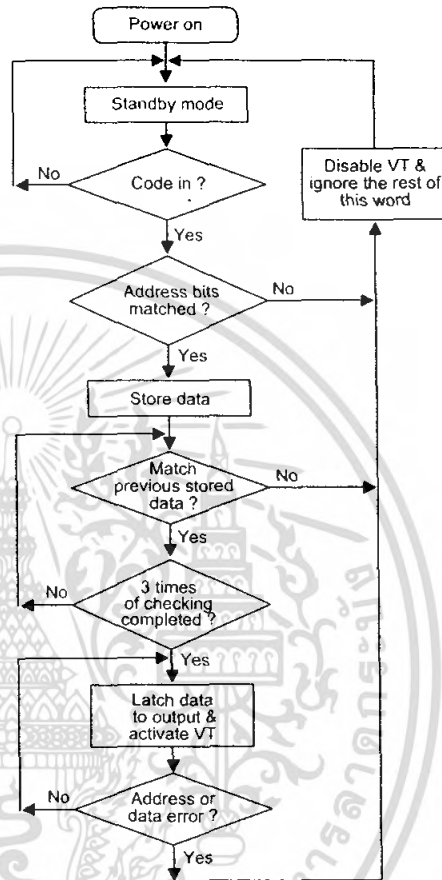 Power on
Standby mode
No
Code in ?
Disable VT &
ignore the rest of
this word
Yes
Address bits
matched ?
No
Yes
Store data
Match
previous stored
data ?
No
Yes
No
3 times
of checking
completed ?
Yes
Latch data
to output &
activate VT
No
Address or
data error ?
Yes